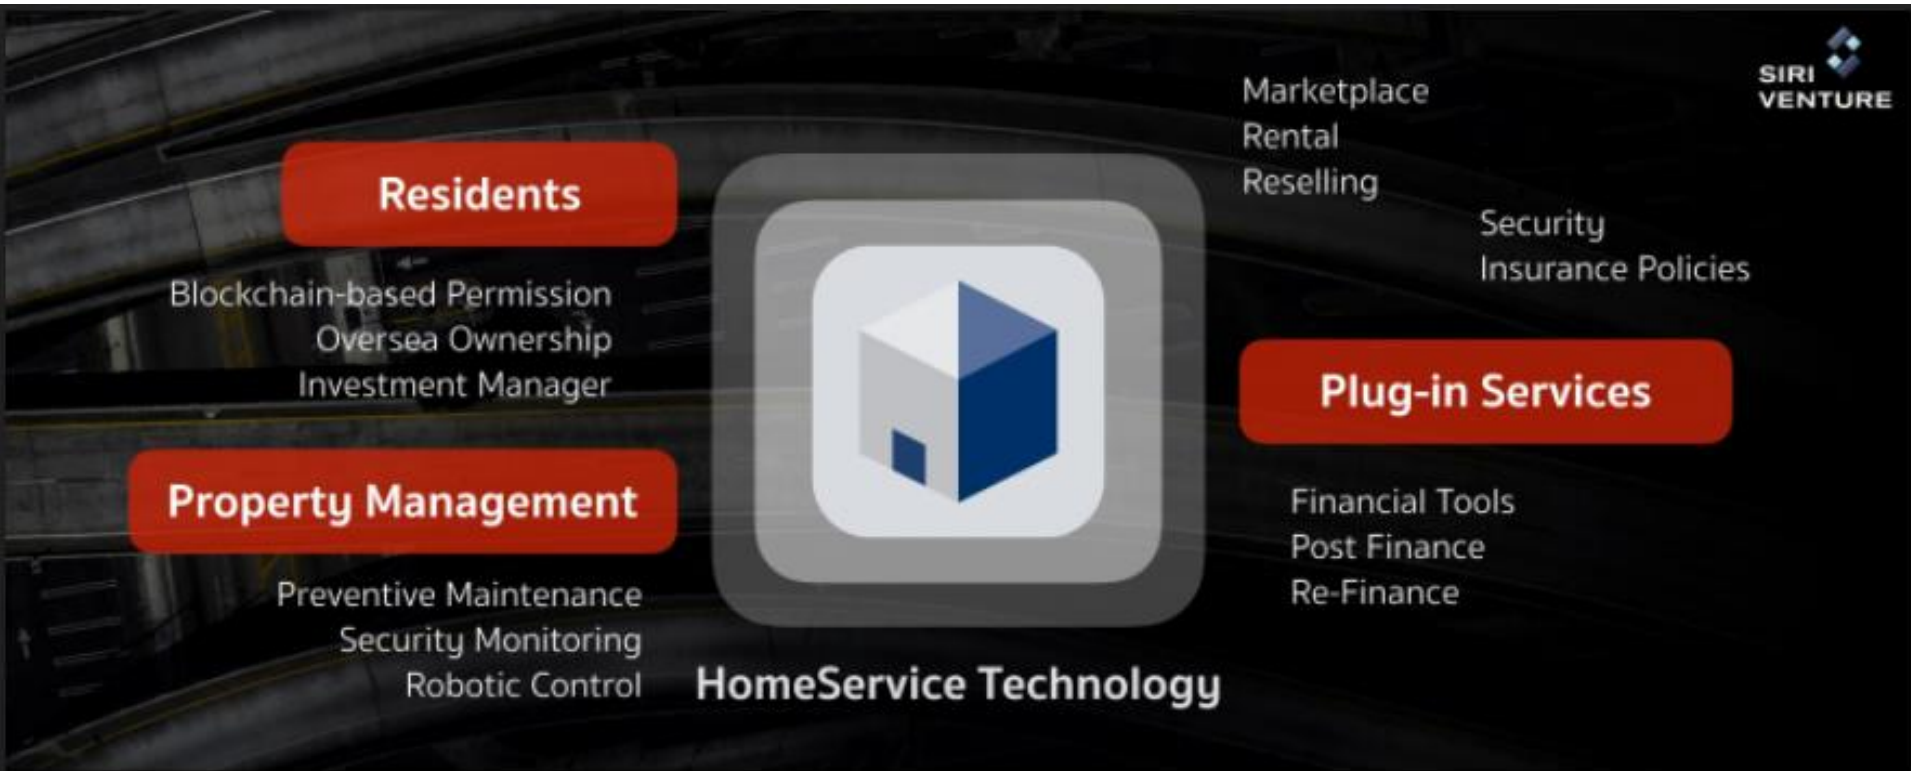 SIRI
VENTURE
Residents
Blockchain-based Permission
Oversea Ownership
Investment Manager
Property Management
Preventive Maintenance
Security Monitoring
Robotic Control
HomeService Technology
Marketplace
Rental
Reselling
Security
Insurance Policies
Plug-in Services
Financial Tools
Post Finance
Re-Finance